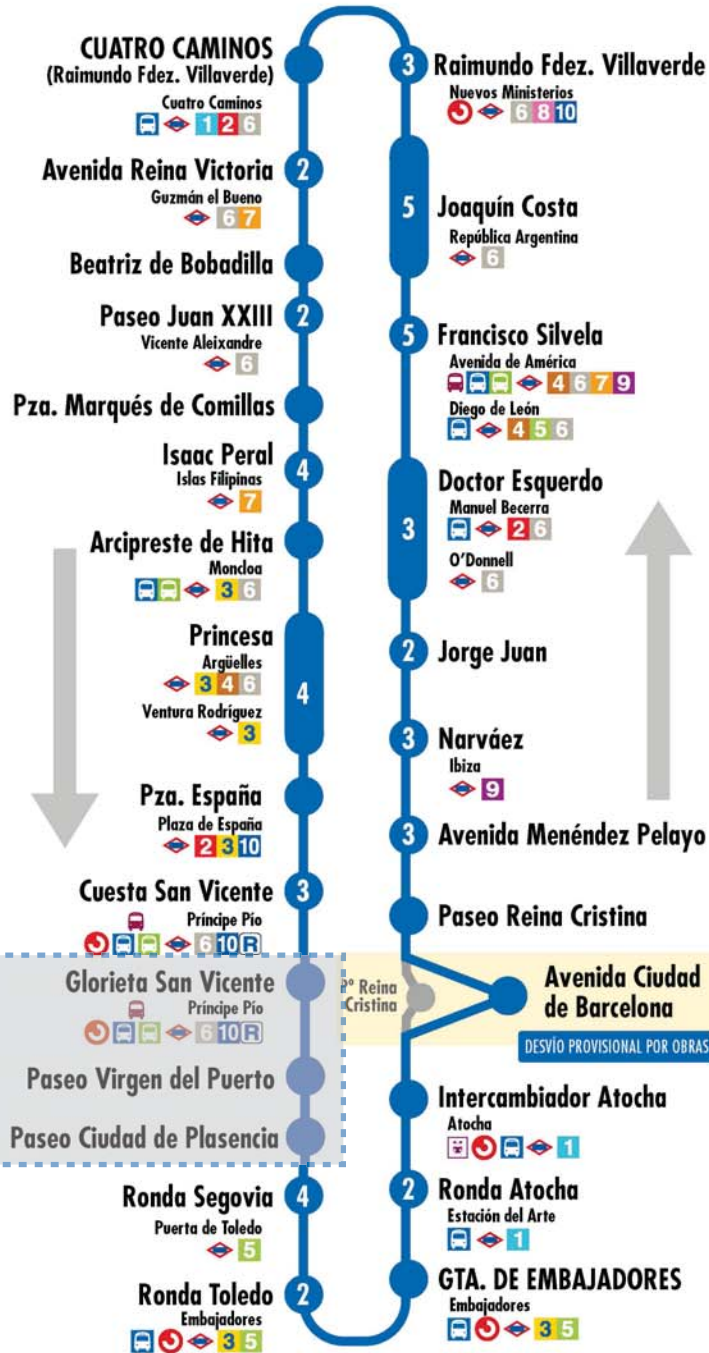 CUATRO CAMINOS
(Raimundo Fdez. Villaverde)
Cuatro Caminos
1 2 6
2
Avenida Reina Victoria
Guzmán el Bueno
6 7
Beatriz de Bobadilla
2
Paseo Juan XXIII
Vicente Aleixandre
6
Pza. Marqués de Comillas
4
Isaac Peral
Islas Filipinas
7
Arcipreste de Hita
Moncloa
3 6
4
Princesa
Argüelles
3 4 6
Ventura Rodríguez
3
Pza. España
Plaza de España
2 3 10
3
Cuesta San Vicente
Príncipe Pío
6 10 R
Glorieta San Vicente
Príncipe Pío
6 10 R
Paseo Virgen del Puerto
Paseo Ciudad de Plasencia
4
Ronda Segovia
Puerta de Toledo
5
2
Ronda Toledo
Embajadores
3 5
3
Raimundo Fdez. Villaverde
Nuevos Ministerios
6 8 10
5
Joaquín Costa
República Argentina
6
5
Francisco Silvela
Avenida de América
4 6 7 9
Diego de León
4 5 6
3
Doctor Esquerdo
Manuel Becerra
2 6
O'Donnell
6
2
Jorge Juan
3
Narváez
Ibiza
9
3
Avenida Menéndez Pelayo
Paseo Reina Cristina
Pº Reina
Cristina
Avenida Ciudad
de Barcelona
DESVÍO PROVISIONAL POR OBRAS
Intercambiador Atocha
Atocha
1
2
Ronda Atocha
Estación del Arte
1
GTA. DE EMBAJADORES
Embajadores
3 5